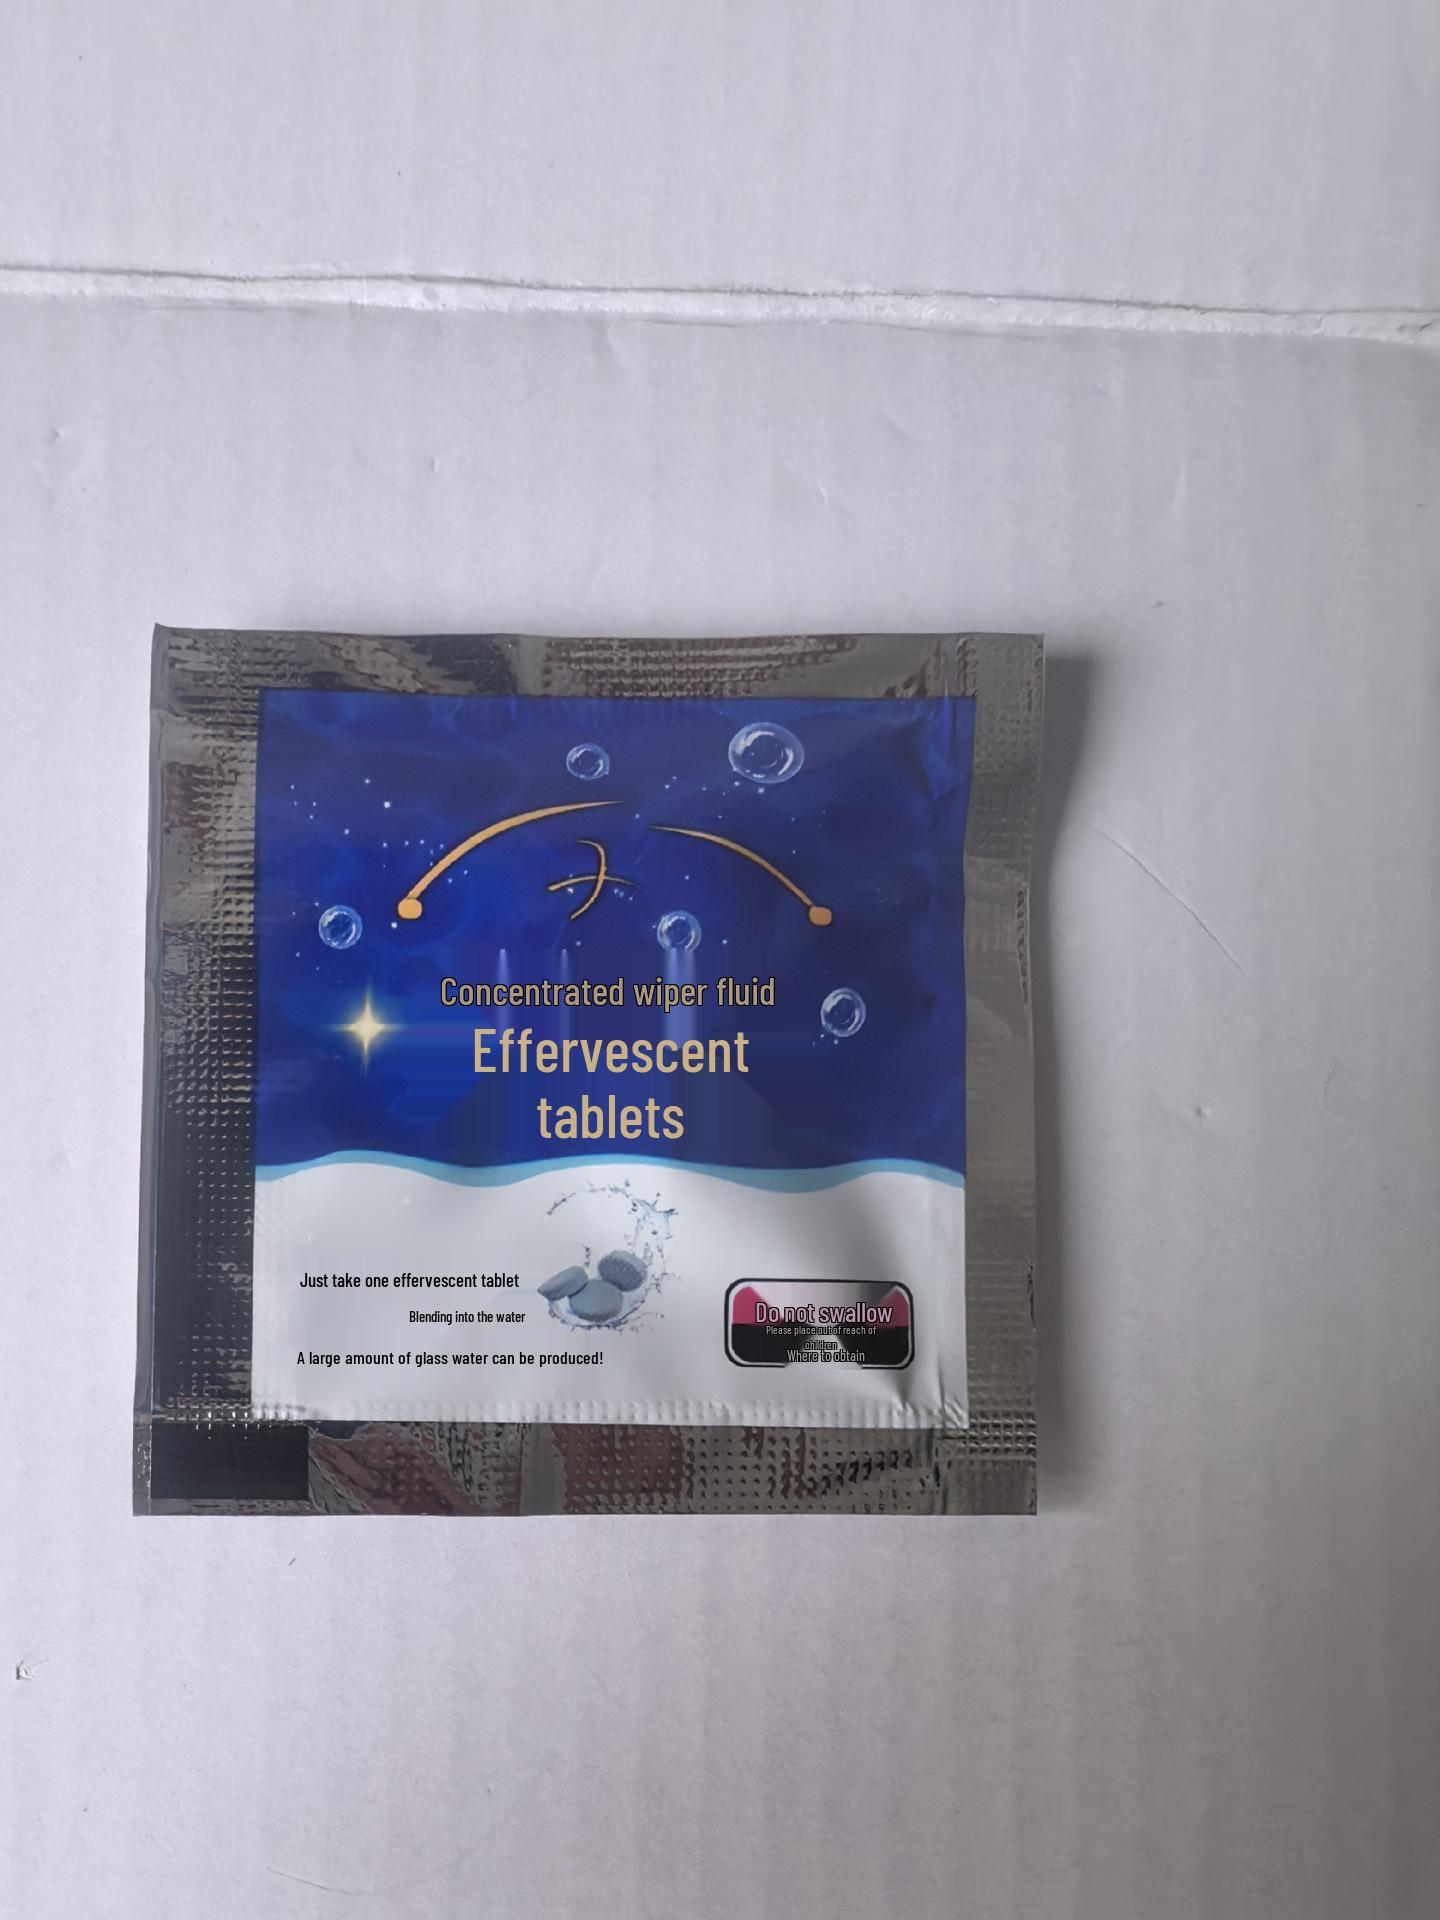 Concentrated wiper fluid
Effervescent
tablets
Just take one effervescent tablet
Blending into the water
A large amount of glass water can be produced!
Do not swallow
Please place out of reach of
children
Where to obtain